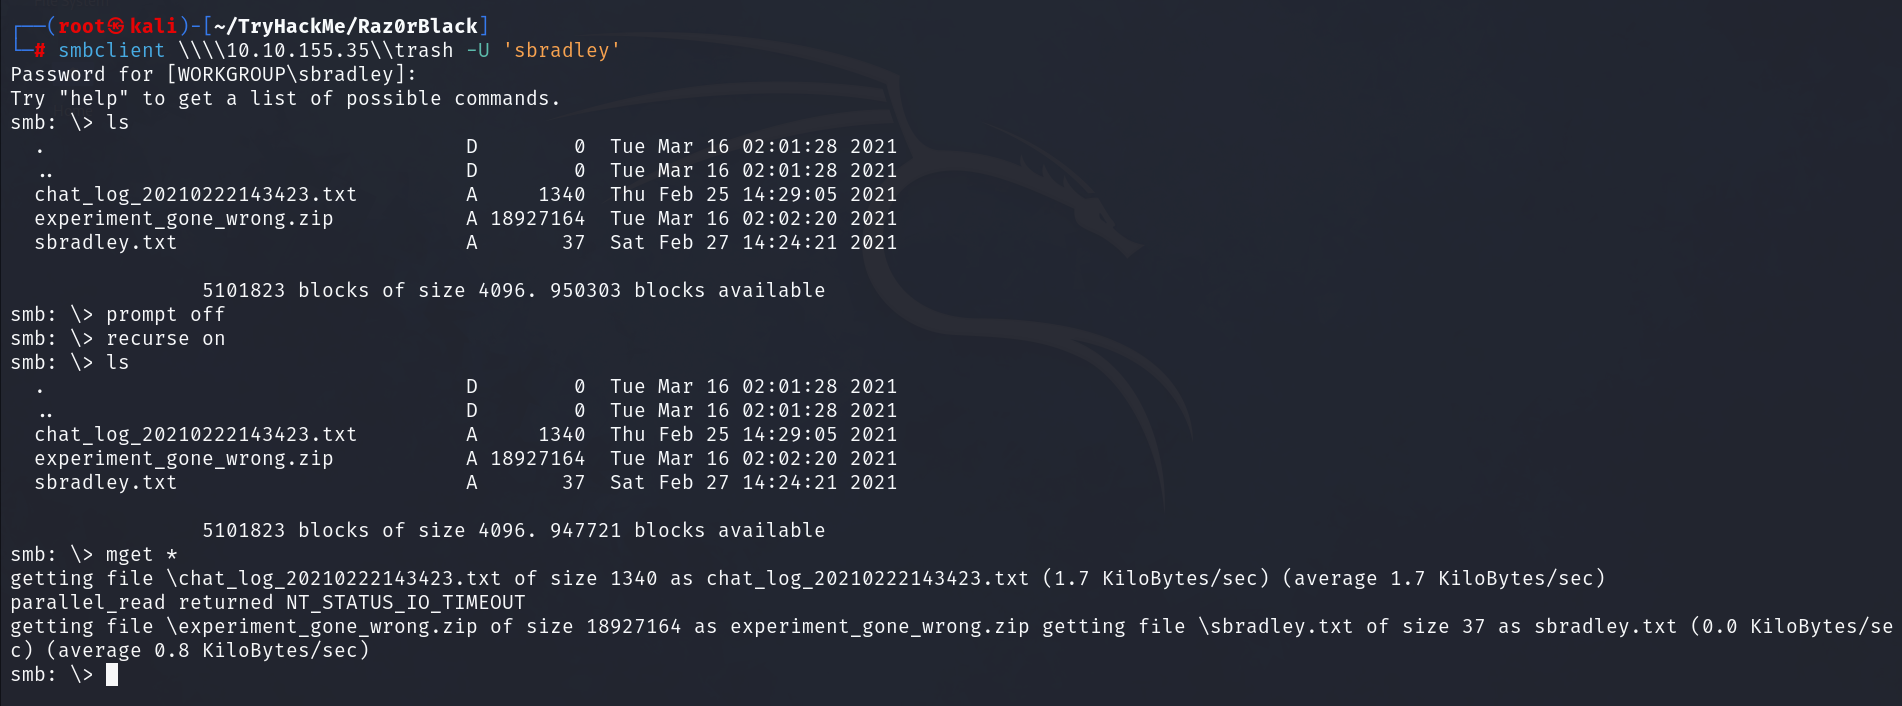 ┌──(root㉿kali)-[~/TryHackMe/Raz0rBlack]
└─# smbclient \\\\10.10.155.35\\trash -U 'sbradley'
Password for [WORKGROUP\sbradley]:
Try "help" to get a list of possible commands.
smb: \> ls
  .                                   D        0  Tue Mar 16 02:01:28 2021
  ..                                  D        0  Tue Mar 16 02:01:28 2021
  chat_log_20210222143423.txt         A     1340  Thu Feb 25 14:29:05 2021
  experiment_gone_wrong.zip           A 18927164  Tue Mar 16 02:02:20 2021
  sbradley.txt                        A       37  Sat Feb 27 14:24:21 2021

                5101823 blocks of size 4096. 950303 blocks available
smb: \> prompt off
smb: \> recurse on
smb: \> ls
  .                                   D        0  Tue Mar 16 02:01:28 2021
  ..                                  D        0  Tue Mar 16 02:01:28 2021
  chat_log_20210222143423.txt         A     1340  Thu Feb 25 14:29:05 2021
  experiment_gone_wrong.zip           A 18927164  Tue Mar 16 02:02:20 2021
  sbradley.txt                        A       37  Sat Feb 27 14:24:21 2021

                5101823 blocks of size 4096. 947721 blocks available
smb: \> mget *
getting file \chat_log_20210222143423.txt of size 1340 as chat_log_20210222143423.txt (1.7 KiloBytes/sec) (average 1.7 KiloBytes/sec)
parallel_read returned NT_STATUS_IO_TIMEOUT
getting file \experiment_gone_wrong.zip of size 18927164 as experiment_gone_wrong.zip getting file \sbradley.txt of size 37 as sbradley.txt (0.0 KiloBytes/se
c) (average 0.8 KiloBytes/sec)
smb: \>